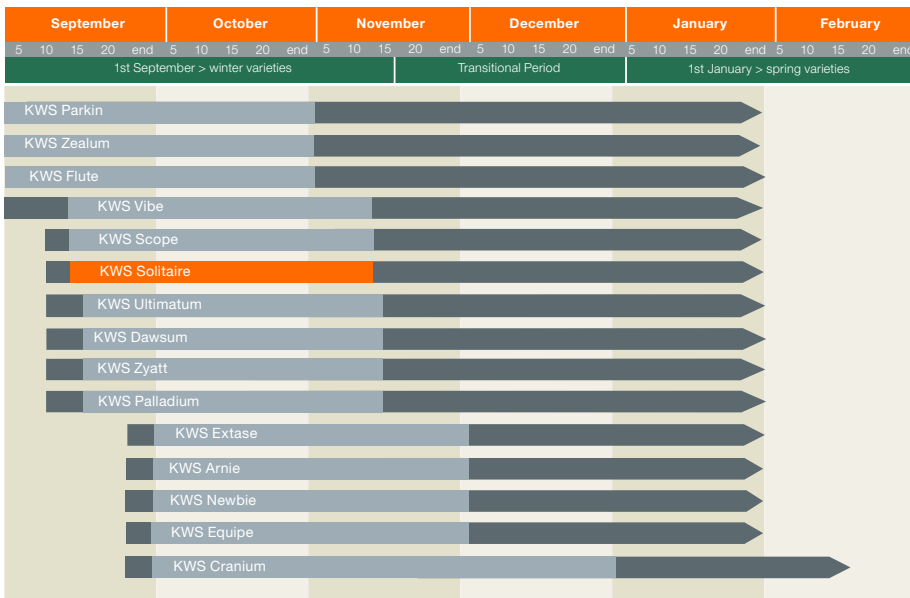 September October November December January February
5 10 15 20 end 5 10 15 20 end 5 10 15 20 end 5 10 15 20 end 5 10 15 20 end 5 10 15 20 end
1st September > winter varieties Transitional Period 1st January > spring varieties
KWS Parkin
KWS Zealum
KWS Flute
KWS Vibe
KWS Scope
KWS Solitaire
KWS Ultimatum
KWS Dawsum
KWS Zyatt
KWS Palladium
KWS Extase
KWS Arnie
KWS Newbie
KWS Equipe
KWS Cranium